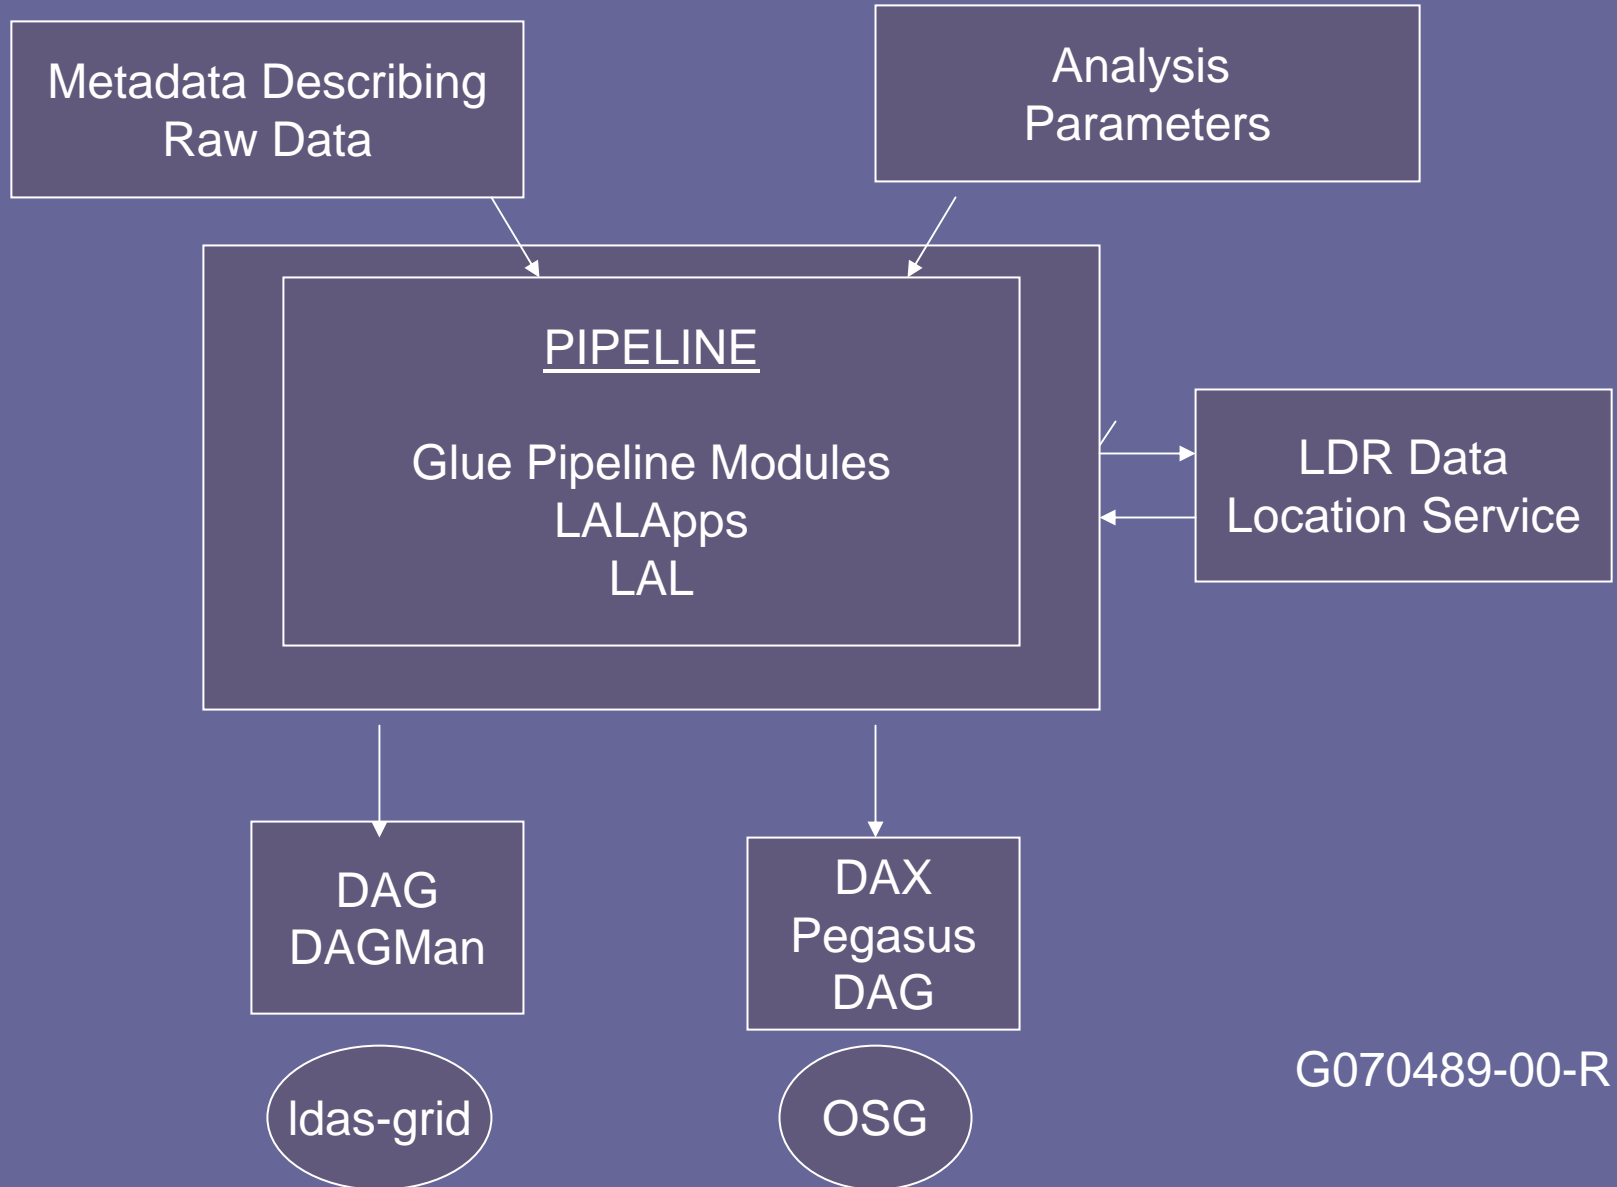 Metadata Describing
Raw Data
Analysis
Parameters
PIPELINE
Glue Pipeline Modules
LALApps
LAL
LDR Data
Location Service
DAG
DAGMan
DAX
Pegasus
DAG
ldas-grid
OSG
G070489-00-R